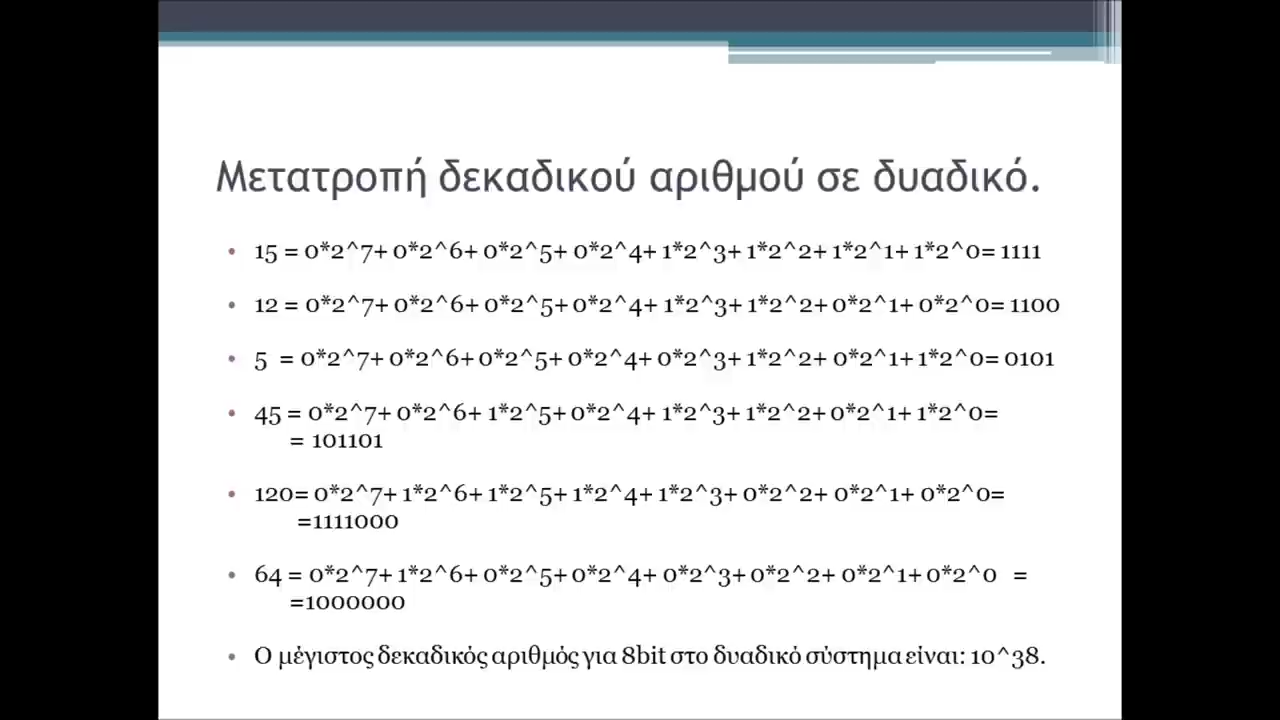 Μετατροπή δεκαδικού αριθμού σε δυαδικό.
• 15 = 0*2^7+ 0*2^6+ 0*2^5+ 0*2^4+ 1*2^3+ 1*2^2+ 1*2^1+ 1*2^0= 1111
• 12 = 0*2^7+ 0*2^6+ 0*2^5+ 0*2^4+ 1*2^3+ 1*2^2+ 0*2^1+ 0*2^0= 1100
• 5 = 0*2^7+ 0*2^6+ 0*2^5+ 0*2^4+ 0*2^3+ 1*2^2+ 0*2^1+ 1*2^0= 0101
• 45 = 0*2^7+ 0*2^6+ 1*2^5+ 0*2^4+ 1*2^3+ 1*2^2+ 0*2^1+ 1*2^0=
= 101101
• 120= 0*2^7+ 1*2^6+ 1*2^5+ 1*2^4+ 1*2^3+ 0*2^2+ 0*2^1+ 0*2^0=
=1111000
• 64 = 0*2^7+ 1*2^6+ 0*2^5+ 0*2^4+ 0*2^3+ 0*2^2+ 0*2^1+ 0*2^0 =
=1000000
• Ο μέγιστος δεκαδικός αριθμός για 8bit στο δυαδικό σύστημα είναι: 10^38.